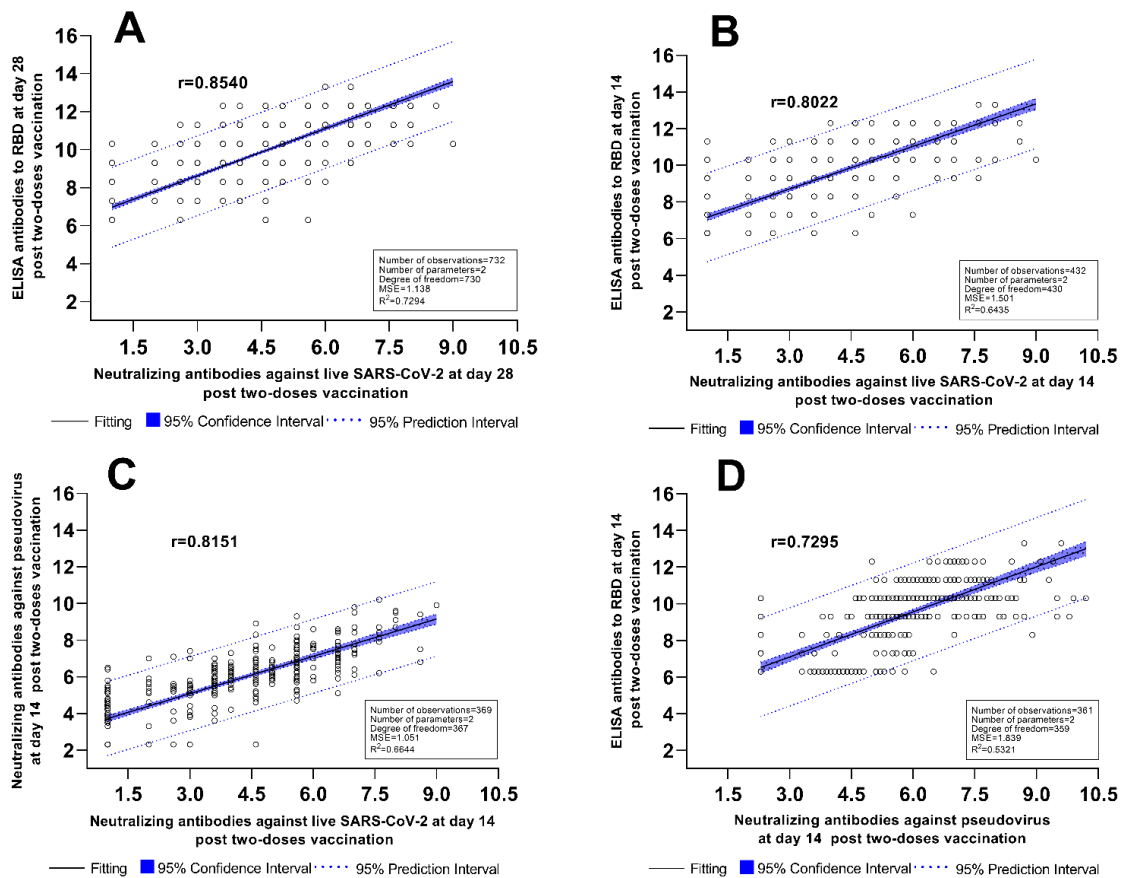 A
ELISA antibodies to RBD at day 28
post two-doses vaccination
16
14
12
10
8
6
4
2
r=0.8540
Number of observations=732
Number of parameters=2
Degree of freedom=730
MSE=1.138
R²=0.7294
1.5 3.0 4.5 6.0 7.5 9.0 10.5
Neutralizing antibodies against live SARS-CoV-2 at day 28
post two-doses vaccination
Fitting 95% Confidence Interval 95% Prediction Interval
B
ELISA antibodies to RBD at day 14
post two-doses vaccination
16
14
12
10
8
6
4
2
r=0.8022
Number of observations=432
Number of parameters=2
Degree of freedom=430
MSE=1.501
R²=0.6435
1.5 3.0 4.5 6.0 7.5 9.0 10.5
Neutralizing antibodies against live SARS-CoV-2 at day 14
post two-doses vaccination
Fitting 95% Confidence Interval 95% Prediction Interval
C
Neutralizing antibodies against pseudovirus
at day 14 post two-doses vaccination
16
14
12
10
8
6
4
2
r=0.8151
Number of observations=369
Number of parameters=2
Degree of freedom=367
MSE=1.051
R²=0.6644
1.5 3.0 4.5 6.0 7.5 9.0 10.5
Neutralizing antibodies against live SARS-CoV-2 at day 14
post two-doses vaccination
Fitting 95% Confidence Interval 95% Prediction Interval
D
ELISA antibodies to RBD at day 14
post two-doses vaccination
16
14
12
10
8
6
4
2
r=0.7295
Number of observations=361
Number of parameters=2
Degree of freedom=359
MSE=1.839
R²=0.5321
1.5 3.0 4.5 6.0 7.5 9.0 10.5
Neutralizing antibodies against pseudovirus
at day 14 post two-doses vaccination
Fitting 95% Confidence Interval 95% Prediction Interval